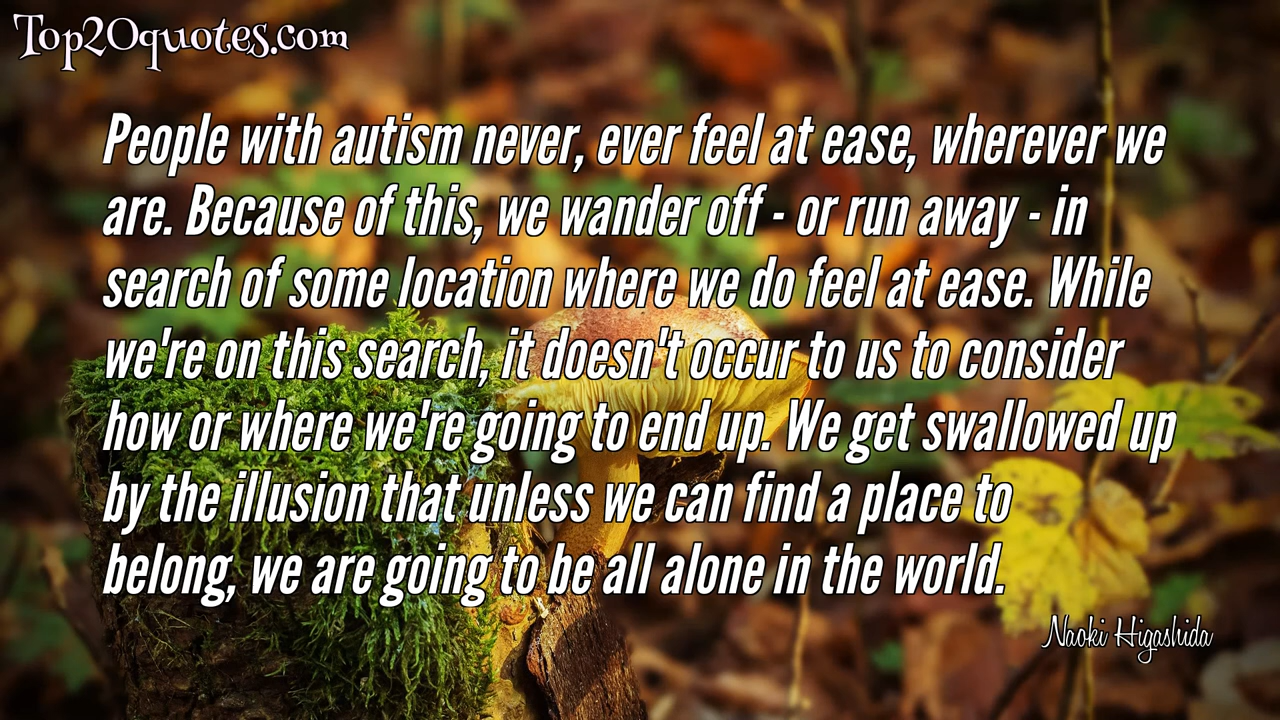 Top20quotes.com
People with autism never, ever feel at ease, wherever we
are. Because of this, we wander off - or run away - in
search of some location where we do feel at ease. While
we're on this search, it doesn't occur to us to consider
how or where we're going to end up. We get swallowed up
by the illusion that unless we can find a place to
belong, we are going to be all alone in the world.
Naoki Higashida